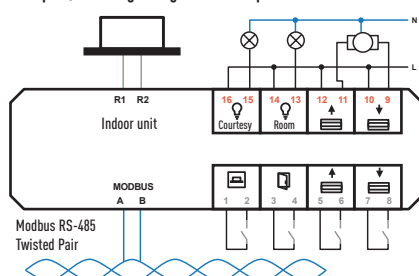 N
L
R1 R2
16 15 14 13 12 11 10 9
Indoor unit
Courtesy Room
MODBUS
A B
1 2 3 4 5 6 7 8
Modbus RS-485
Twisted Pair